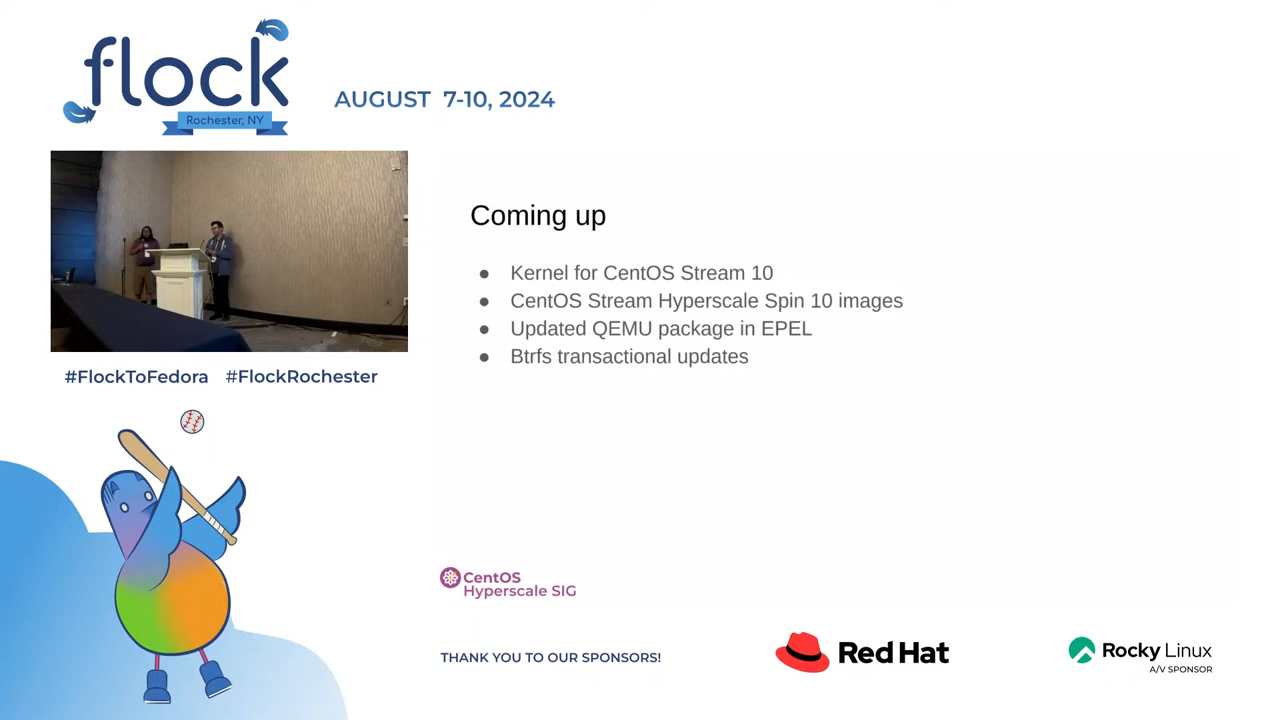 flock
Rochester, NY
AUGUST 7-10, 2024
#FlockToFedora #FlockRochester
Coming up
● Kernel for CentOS Stream 10
● CentOS Stream Hyperscale Spin 10 images
● Updated QEMU package in EPEL
● Btrfs transactional updates
CentOS
Hyperscale SIG
THANK YOU TO OUR SPONSORS!
Red Hat
Rocky Linux
A/V SPONSOR